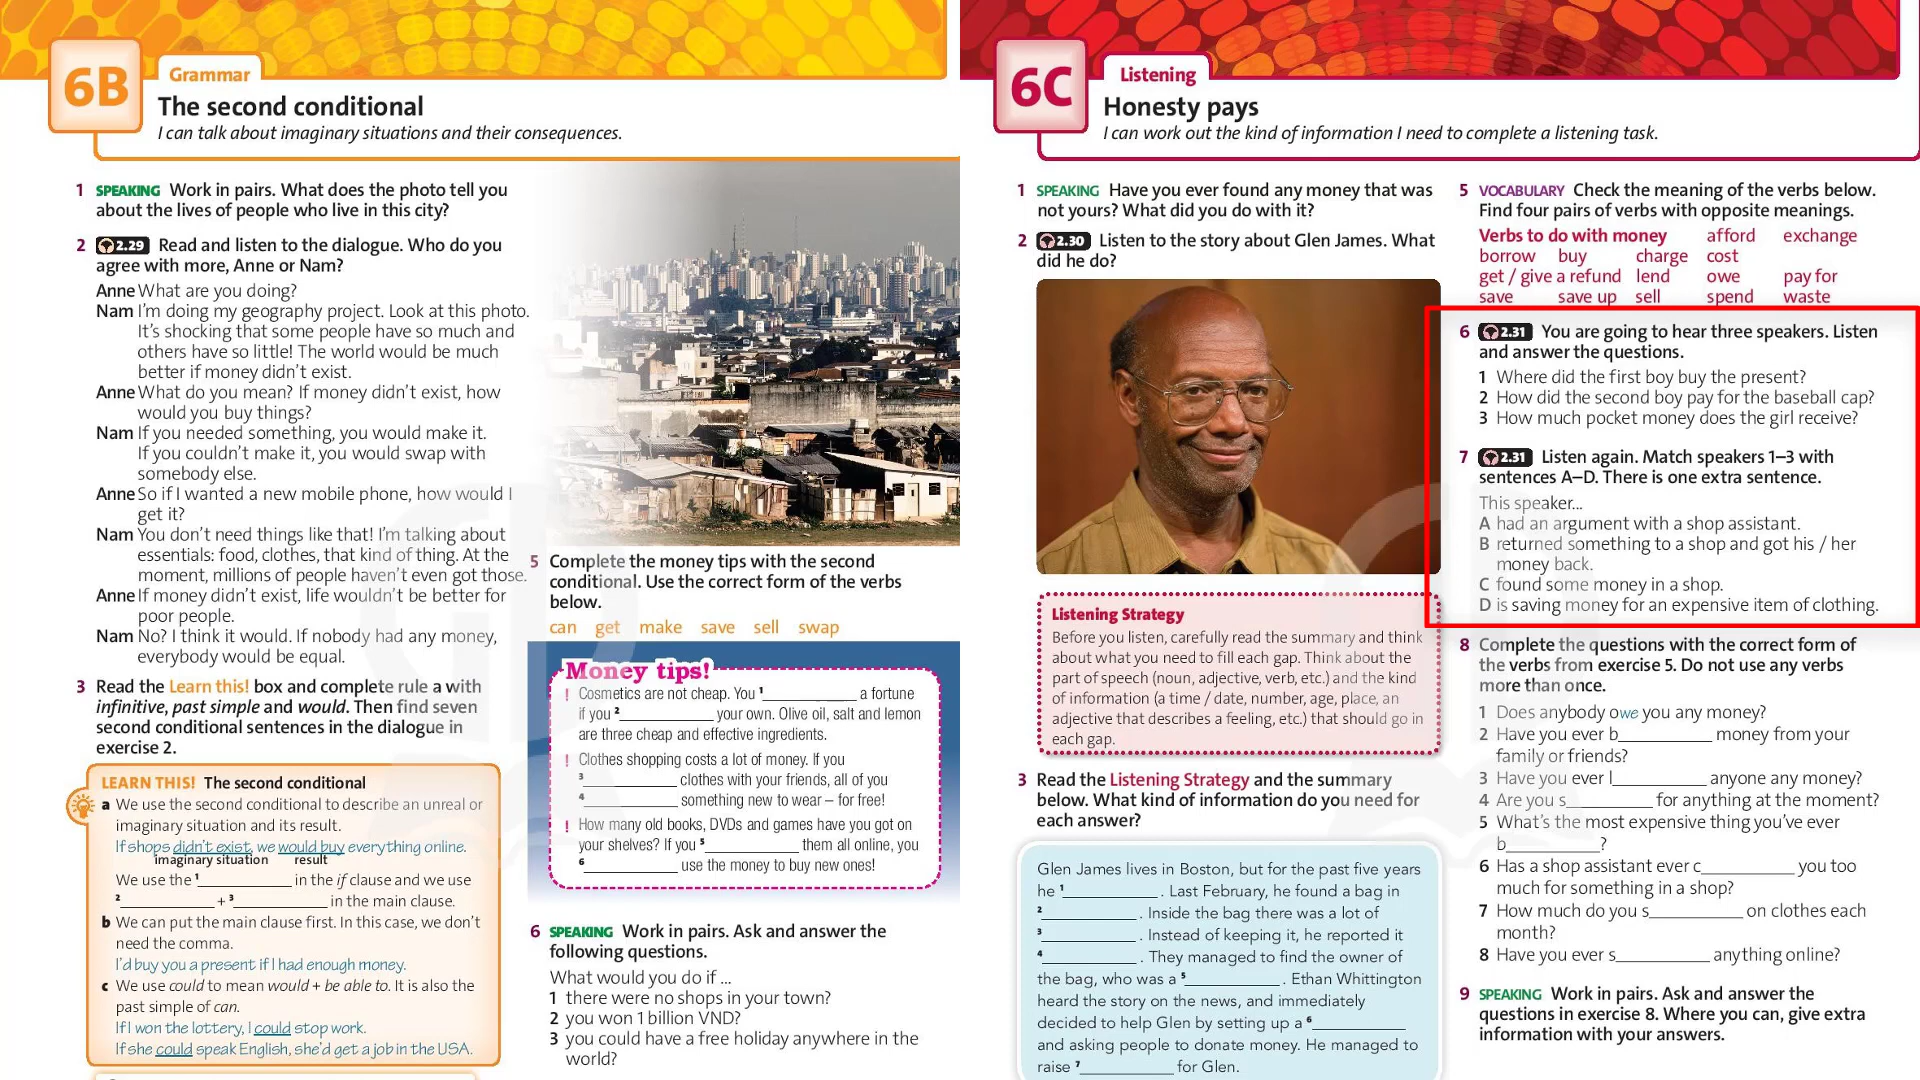 6B
Grammar
The second conditional
I can talk about imaginary situations and their consequences.
1 SPEAKING Work in pairs. What does the photo tell you
about the lives of people who live in this city?
2 2.29 Read and listen to the dialogue. Who do you
agree with more, Anne or Nam?
Anne What are you doing?
Nam I'm doing my geography project. Look at this photo.
It's shocking that some people have so much and
others have so little! The world would be much
better if money didn't exist.
Anne What do you mean? If money didn't exist, how
would you buy things?
Nam If you needed something, you would make it.
If you couldn't make it, you would swap with
somebody else.
Anne So if I wanted a new mobile phone, how would I
get it?
Nam You don't need things like that! I'm talking about
essentials: food, clothes, that kind of thing. At the
moment, millions of people haven't even got those.
Anne If money didn't exist, life wouldn't be better for
poor people.
Nam No? I think it would. If nobody had any money,
everybody would be equal.
3 Read the Learn this! box and complete rule a with
infinitive, past simple and would. Then find seven
second conditional sentences in the dialogue in
exercise 2.
LEARN THIS! The second conditional
a We use the second conditional to describe an unreal or
imaginary situation and its result.
If shops didn't exist, we would buy everything online.
imaginary situation result
We use the 1____________ in the if clause and we use
2____________ + 3____________ in the main clause.
b We can put the main clause first. In this case, we don't
need the comma.
I'd buy you a present if I had enough money.
c We use could to mean would + be able to. It is also the
past simple of can.
If I won the lottery, I could stop work.
If she could speak English, she'd get a job in the USA.
5 Complete the money tips with the second
conditional. Use the correct form of the verbs
below.
can get make save sell swap
Money tips!
! Cosmetics are not cheap. You 1____________ a fortune
if you 2____________ your own. Olive oil, salt and lemon
are three cheap and effective ingredients.
! Clothes shopping costs a lot of money. If you
3____________ clothes with your friends, all of you
4____________ something new to wear – for free!
! How many old books, DVDs and games have you got on
your shelves? If you 5____________ them all online, you
6____________ use the money to buy new ones!
6 SPEAKING Work in pairs. Ask and answer the
following questions.
What would you do if ...
1 there were no shops in your town?
2 you won 1 billion VND?
3 you could have a free holiday anywhere in the
world?
6C
Listening
Honesty pays
I can work out the kind of information I need to complete a listening task.
1 SPEAKING Have you ever found any money that was
not yours? What did you do with it?
2 2.30 Listen to the story about Glen James. What
did he do?
Listening Strategy
Before you listen, carefully read the summary and think
about what you need to fill each gap. Think about the
part of speech (noun, adjective, verb, etc.) and the kind
of information (a time / date, number, age, place, an
adjective that describes a feeling, etc.) that should go in
each gap.
3 Read the Listening Strategy and the summary
below. What kind of information do you need for
each answer?
Glen James lives in Boston, but for the past five years
he 1____________ . Last February, he found a bag in
2____________ . Inside the bag there was a lot of
3____________ . Instead of keeping it, he reported it
4____________ . They managed to find the owner of
the bag, who was a 5____________ . Ethan Whittington
heard the story on the news, and immediately
decided to help Glen by setting up a 6____________
and asking people to donate money. He managed to
raise 7____________ for Glen.
5 VOCABULARY Check the meaning of the verbs below.
Find four pairs of verbs with opposite meanings.
Verbs to do with money afford exchange
borrow buy charge cost
get / give a refund lend owe pay for
save save up sell spend waste
6 2.31 You are going to hear three speakers. Listen
and answer the questions.
1 Where did the first boy buy the present?
2 How did the second boy pay for the baseball cap?
3 How much pocket money does the girl receive?
7 2.31 Listen again. Match speakers 1–3 with
sentences A–D. There is one extra sentence.
This speaker...
A had an argument with a shop assistant.
B returned something to a shop and got his / her
money back.
C found some money in a shop.
D is saving money for an expensive item of clothing.
8 Complete the questions with the correct form of
the verbs from exercise 5. Do not use any verbs
more than once.
1 Does anybody owe you any money?
2 Have you ever b____________ money from your
family or friends?
3 Have you ever l____________ anyone any money?
4 Are you s____________ for anything at the moment?
5 What's the most expensive thing you've ever
b____________?
6 Has a shop assistant ever c____________ you too
much for something in a shop?
7 How much do you s____________ on clothes each
month?
8 Have you ever s____________ anything online?
9 SPEAKING Work in pairs. Ask and answer the
questions in exercise 8. Where you can, give extra
information with your answers.